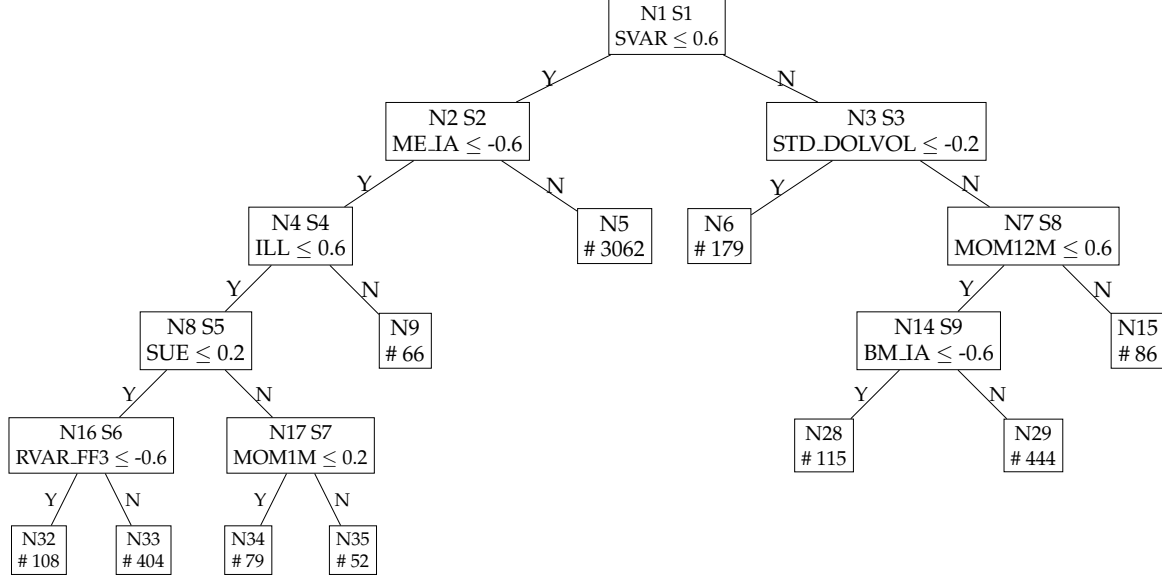 N1 S1
SVAR ≤ 0.6
Y
N
N2 S2
ME_IA ≤ -0.6
N3 S3
STD_DOLVOL ≤ -0.2
Y
N
Y
N
N4 S4
ILL ≤ 0.6
N5
# 3062
N6
# 179
N7 S8
MOM12M ≤ 0.6
Y
N
Y
N
N8 S5
SUE ≤ 0.2
N9
# 66
N14 S9
BM_IA ≤ -0.6
N15
# 86
Y
N
Y
N
N16 S6
RVAR_FF3 ≤ -0.6
N17 S7
MOM1M ≤ 0.2
N28
# 115
N29
# 444
Y
N
Y
N
N32
# 108
N33
# 404
N34
# 79
N35
# 52